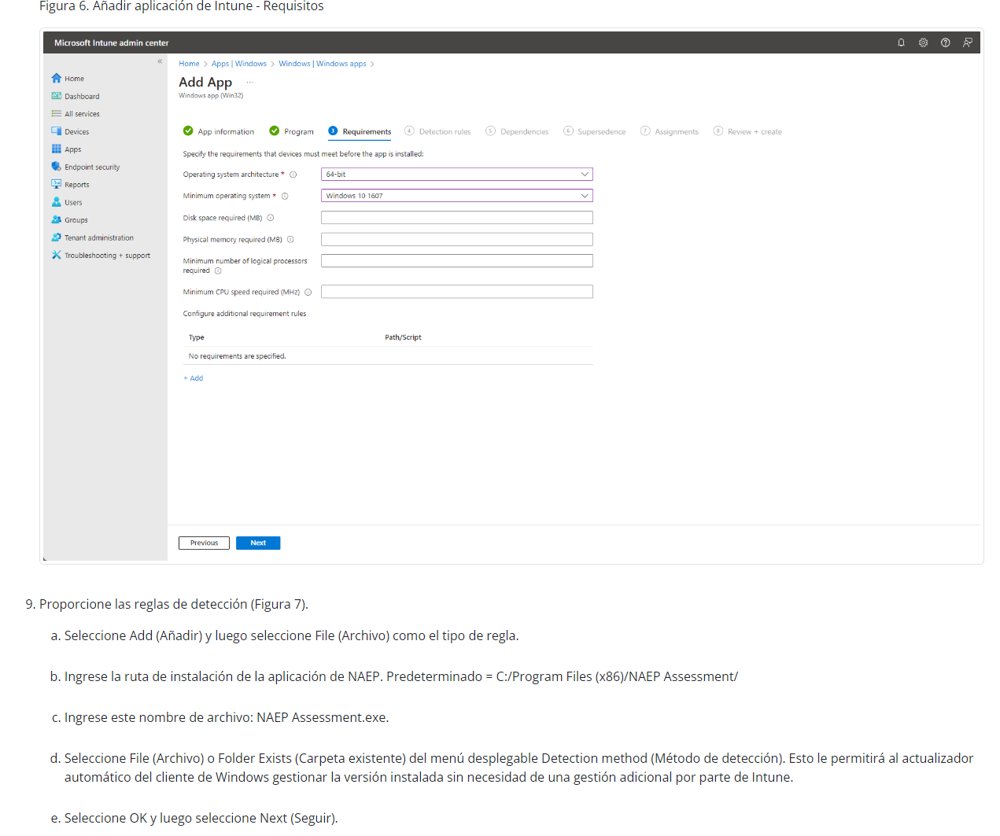 Figura 6. Añadir aplicación de Intune - Requisitos
Microsoft Intune admin center
«
Home
Dashboard
All services
Devices
Apps
Endpoint security
Reports
Users
Groups
Tenant administration
Troubleshooting + support
Home > Apps | Windows > Windows | Windows apps >
Add App ...
Windows app (Win32)
App information
Program
3 Requirements
4 Detection rules
5 Dependencies
6 Supersedence
7 Assignments
8 Review + create
Specify the requirements that devices must meet before the app is installed:
Operating system architecture * 64-bit
Minimum operating system * Windows 10 1607
Disk space required (MB)
Physical memory required (MB)
Minimum number of logical processors
required
Minimum CPU speed required (MHz)
Configure additional requirement rules
Type Path/Script
No requirements are specified.
+ Add
Previous Next
9. Proporcione las reglas de detección (Figura 7).
a. Seleccione Add (Añadir) y luego seleccione File (Archivo) como el tipo de regla.
b. Ingrese la ruta de instalación de la aplicación de NAEP. Predeterminado = C:/Program Files (x86)/NAEP Assessment/
c. Ingrese este nombre de archivo: NAEP Assessment.exe.
d. Seleccione File (Archivo) o Folder Exists (Carpeta existente) del menú desplegable Detection method (Método de detección). Esto le permitirá al actualizador
automático del cliente de Windows gestionar la versión instalada sin necesidad de una gestión adicional por parte de Intune.
e. Seleccione OK y luego seleccione Next (Seguir).